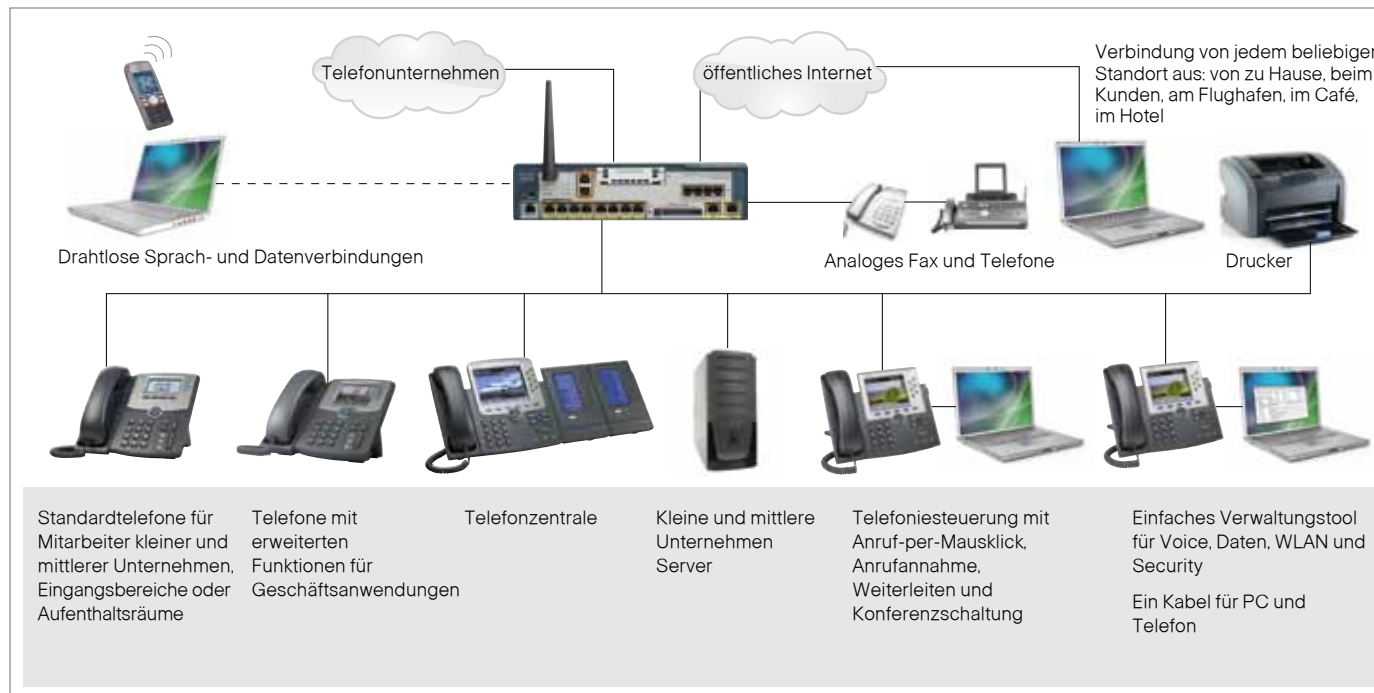 Telefonunternehmen
öffentliches Internet
Verbindung von jedem beliebigen
Standort aus: von zu Hause, beim
Kunden, am Flughafen, im Café,
im Hotel
Drahtlose Sprach- und Datenverbindungen
Analoges Fax und Telefone
Drucker
Standardtelefone für
Mitarbeiter kleiner und
mittlerer Unternehmen,
Eingangsbereiche oder
Aufenthaltsräume
Telefone mit
erweiterten
Funktionen für
Geschäftsanwendungen
Telefonzentrale
Kleine und mittlere
Unternehmen
Server
Telefoniesteuerung mit
Anruf-per-Mausklick,
Anrufannahme,
Weiterleiten und
Konferenzschaltung
Einfaches Verwaltungstool
für Voice, Daten, WLAN und
Security
Ein Kabel für PC und
Telefon